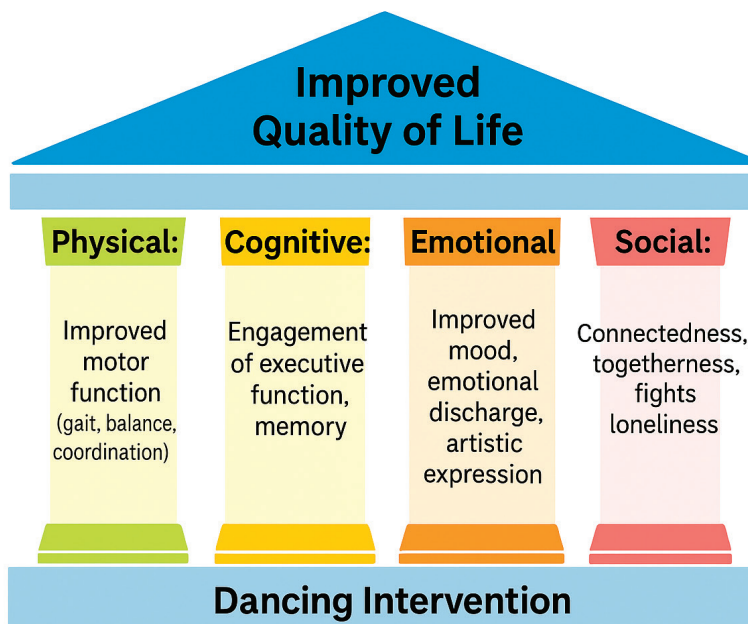 Improved
Quality of Life
Physical:
Improved
motor
function
(gait, balance,
coordination)
Cognitive:
Engagement
of executive
function,
memory
Emotional
Improved
mood,
emotional
discharge,
artistic
expression
Social:
Connectedness,
togetherness,
fights
loneliness
Dancing Intervention